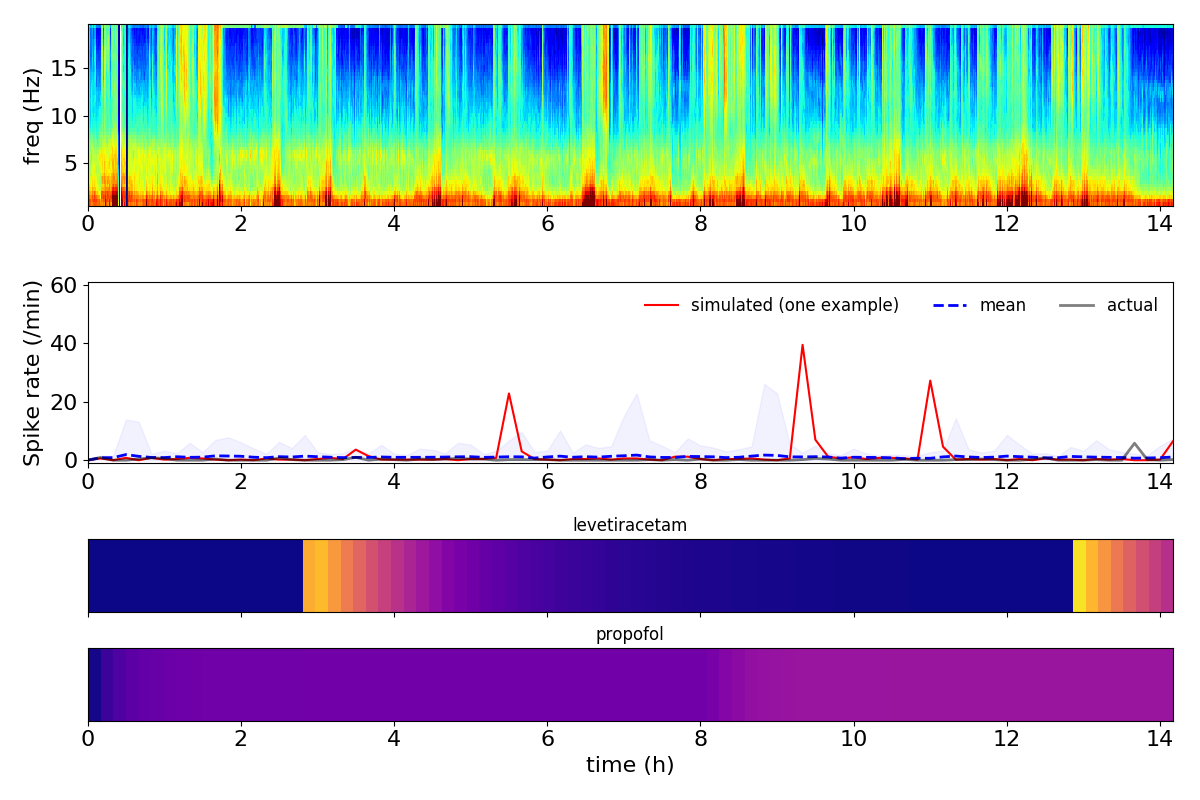 freq (Hz)
15
10
5
0 2 4 6 8 10 12 14
Spike rate (/min)
60
40
20
0
simulated (one example) mean actual
0 2 4 6 8 10 12 14
levetiracetam
propofol
0 2 4 6 8 10 12 14
time (h)